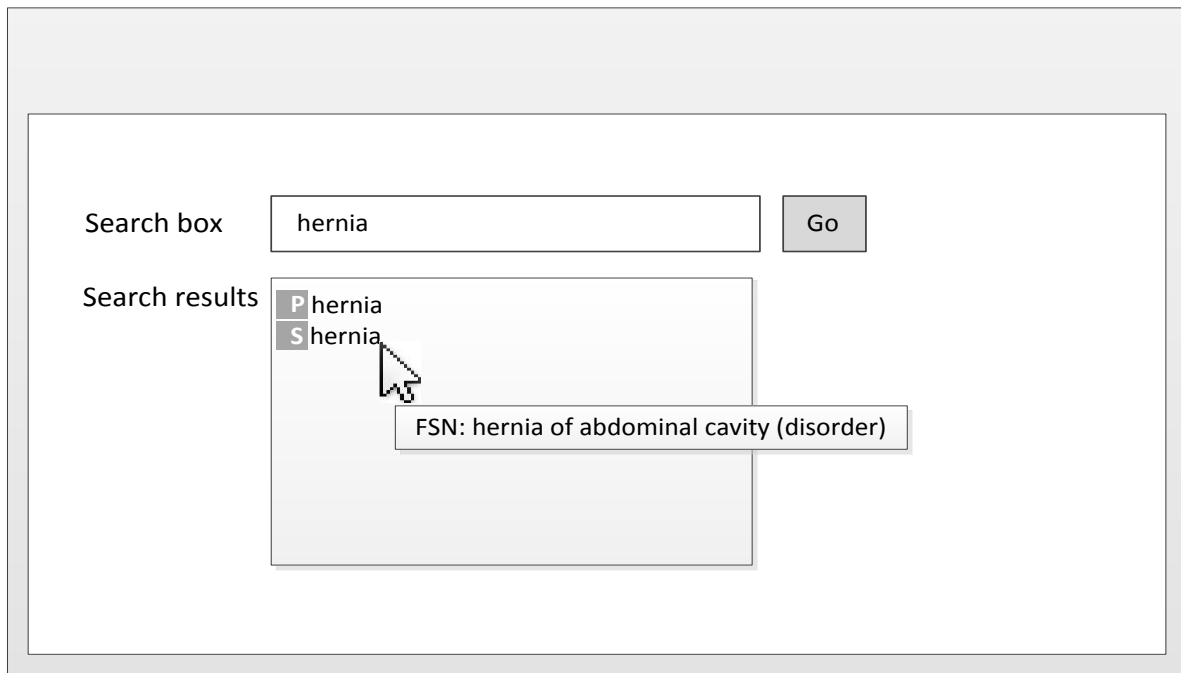 Search box hernia Go
Search results
P hernia
S hernia
FSN: hernia of abdominal cavity (disorder)